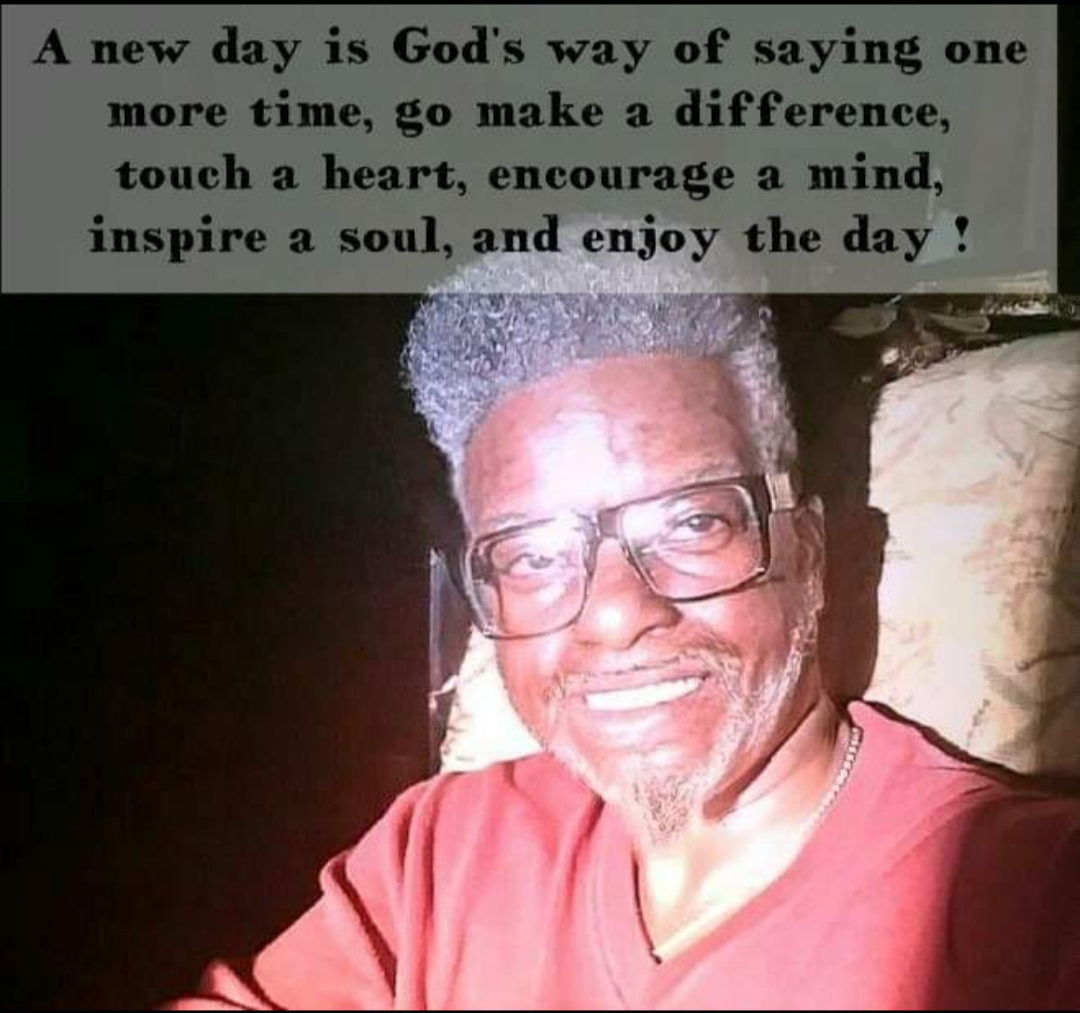 A new day is God's way of saying one
more time, go make a difference,
touch a heart, encourage a mind,
inspire a soul, and enjoy the day !